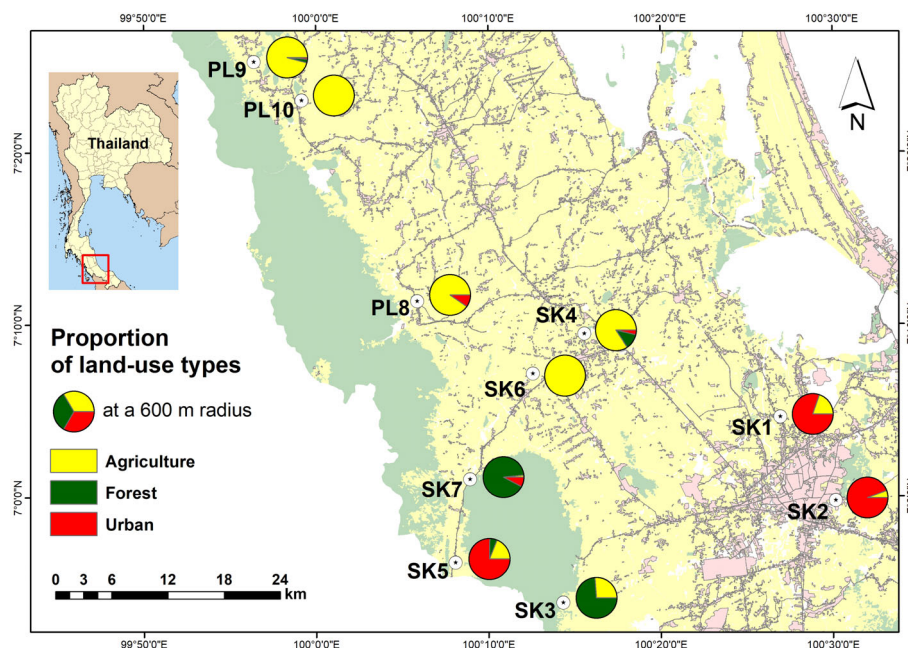 99°50'0"E 100°0'0"E 100°10'0"E 100°20'0"E 100°30'0"E
PL9
PL10
Thailand
N
7°20'0"N
PL8
SK4
7°10'0"N
Proportion
of land-use types
at a 600 m radius
SK6
SK1
Agriculture
Forest
Urban
SK7
SK2
7°0'0"N
SK5
SK3
0 3 6 12 18 24
km
99°50'0"E 100°0'0"E 100°10'0"E 100°20'0"E 100°30'0"E